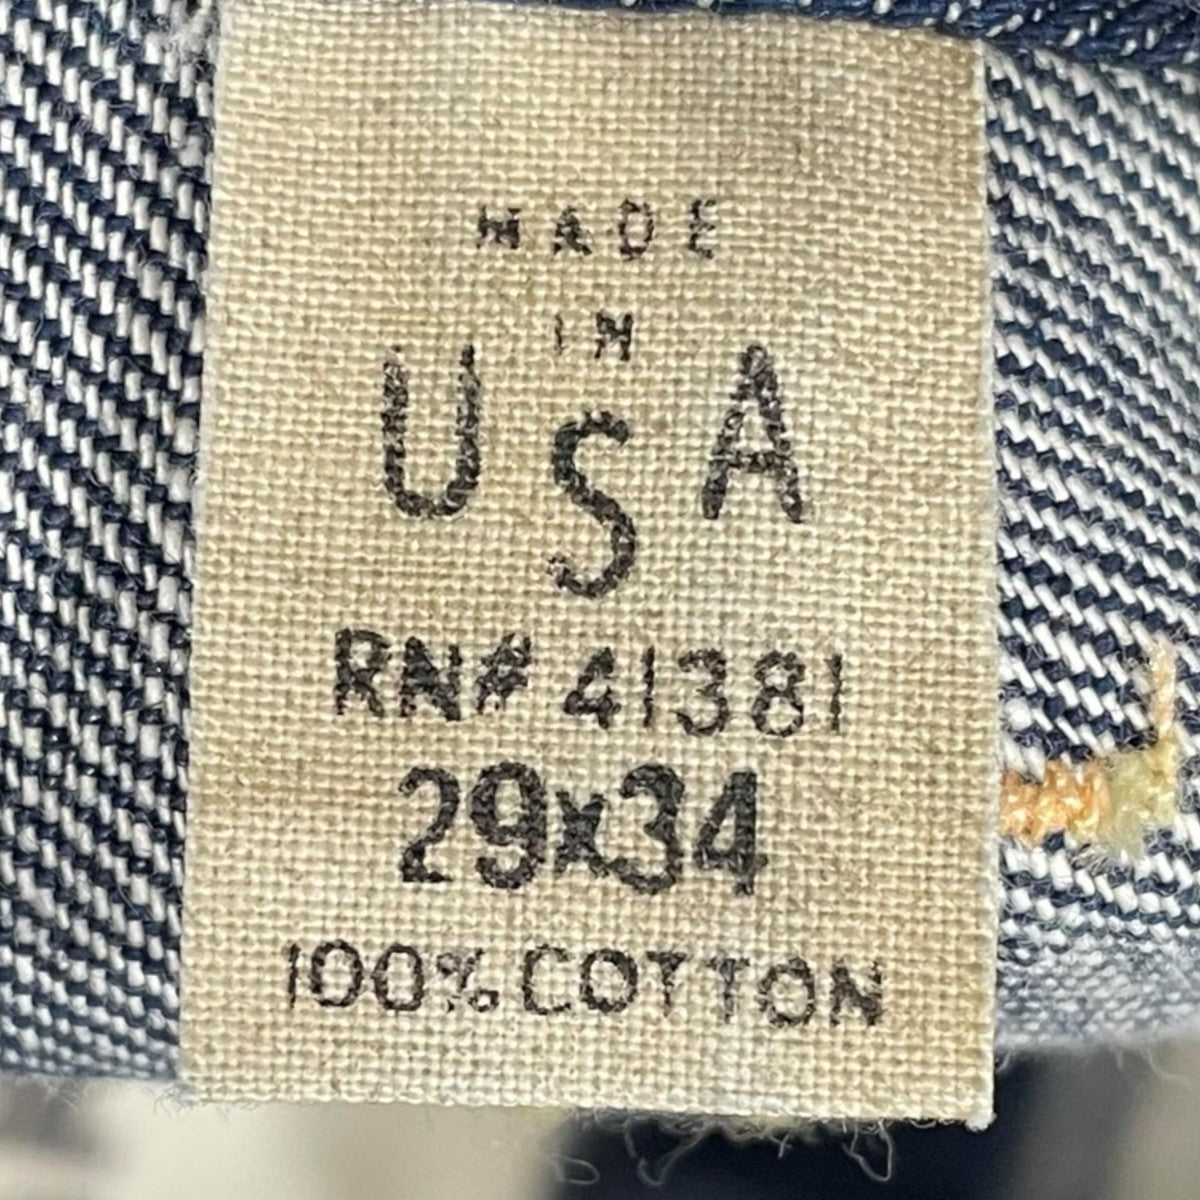 MADE
IN
USA
RN# 41381
29x34
100% COTTON